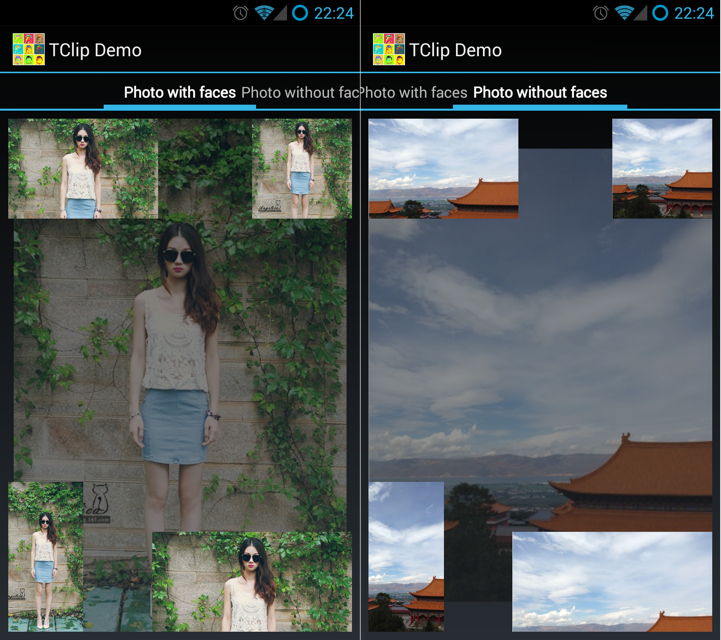 22:24
TClip Demo
Photo with faces Photo without fac
22:24
TClip Demo
Photo with faces Photo without faces